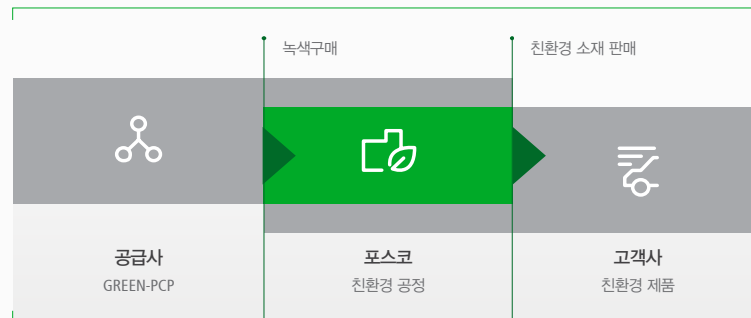 녹색구매
친환경 소재 판매
공급사
GREEN-PCP
포스코
친환경 공정
고객사
친환경 제품